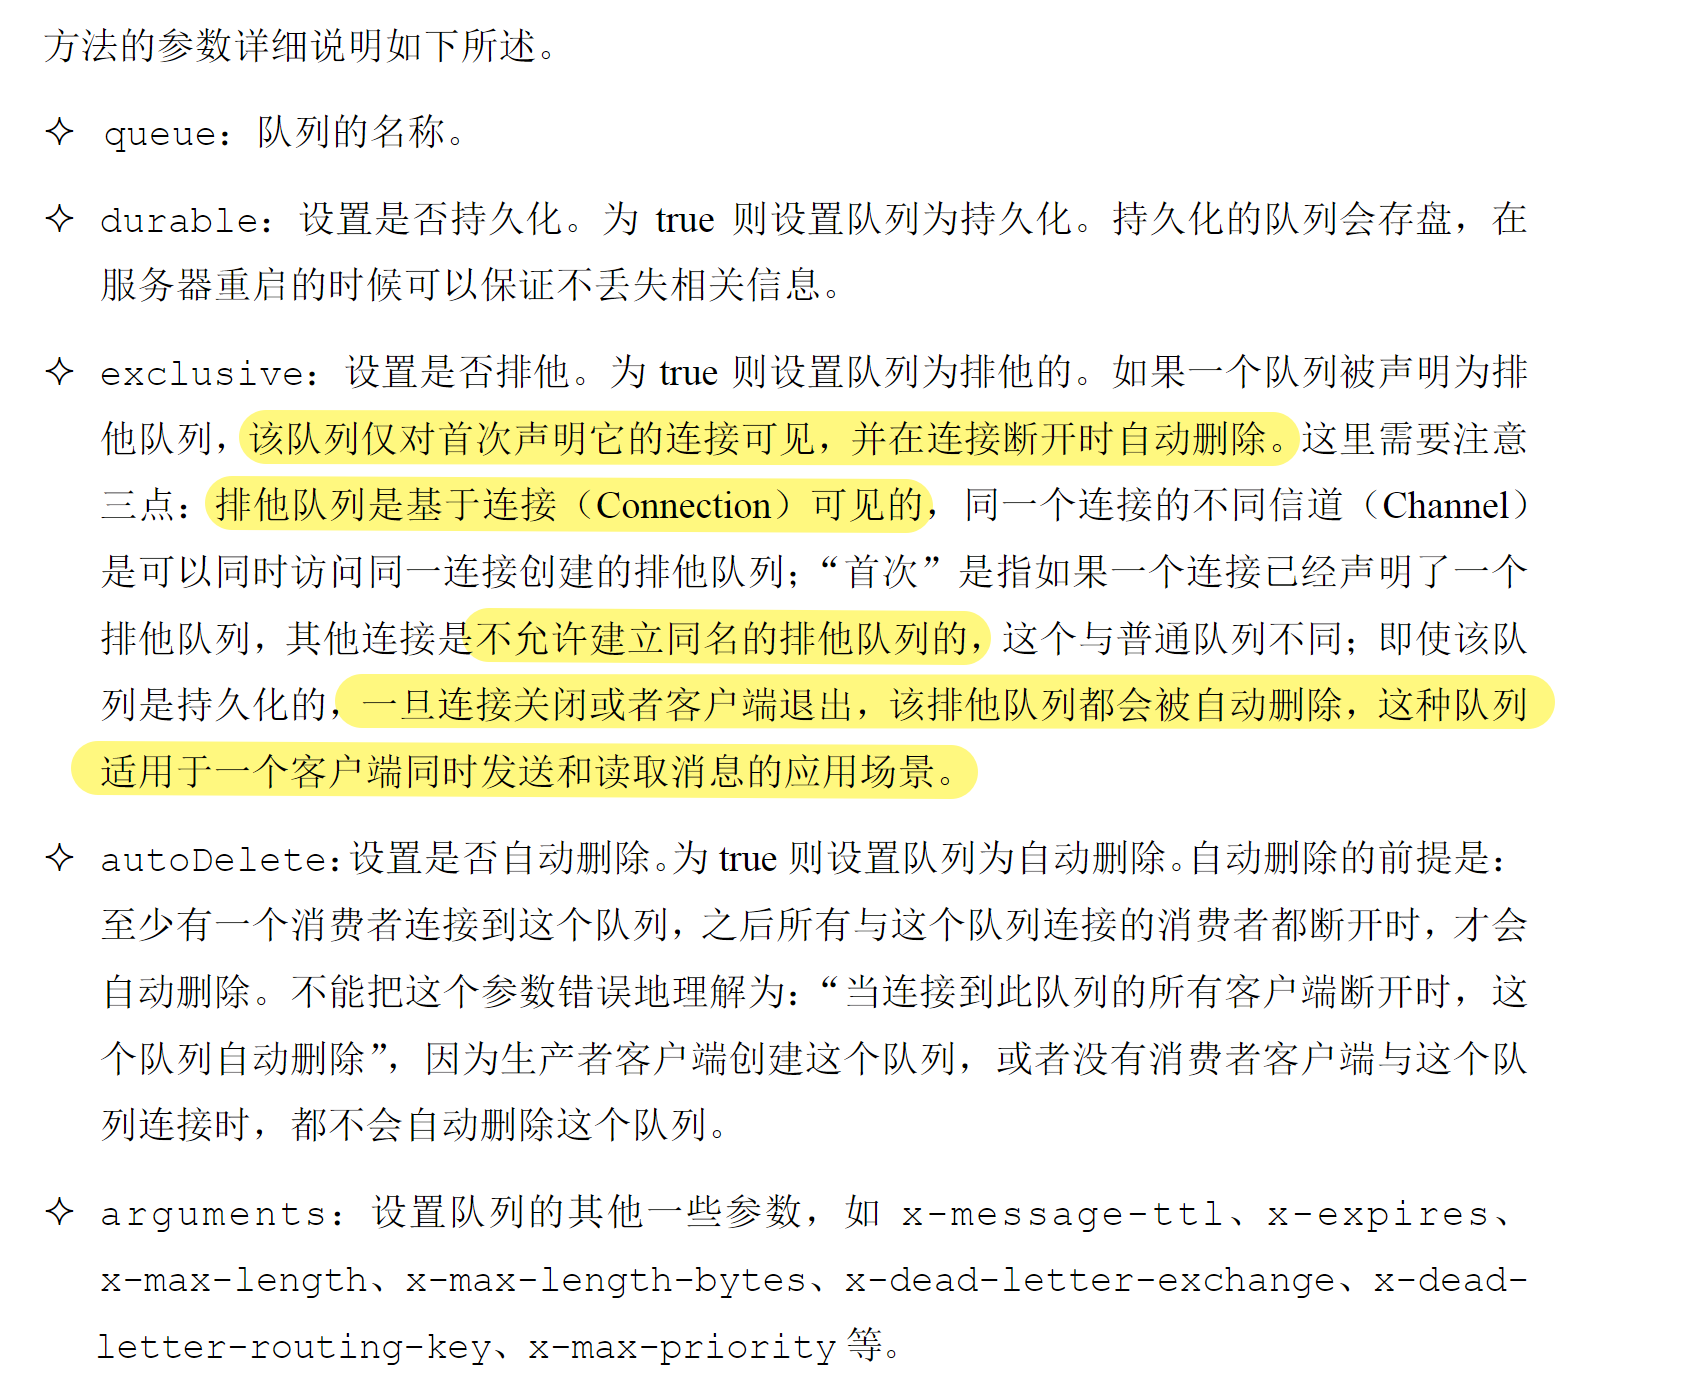 方法的参数详细说明如下所述。
✧ queue：队列的名称。
✧ durable：设置是否持久化。为 true 则设置队列为持久化。持久化的队列会存盘，在
服务器重启的时候可以保证不丢失相关信息。
✧ exclusive：设置是否排他。为 true 则设置队列为排他的。如果一个队列被声明为排
他队列，该队列仅对首次声明它的连接可见，并在连接断开时自动删除。这里需要注意
三点：排他队列是基于连接（Connection）可见的，同一个连接的不同信道（Channel）
是可以同时访问同一连接创建的排他队列；“首次”是指如果一个连接已经声明了一个
排他队列，其他连接是不允许建立同名的排他队列的，这个与普通队列不同；即使该队
列是持久化的，一旦连接关闭或者客户端退出，该排他队列都会被自动删除，这种队列
适用于一个客户端同时发送和读取消息的应用场景。
✧ autoDelete：设置是否自动删除。为 true 则设置队列为自动删除。自动删除的前提是：
至少有一个消费者连接到这个队列，之后所有与这个队列连接的消费者都断开时，才会
自动删除。不能把这个参数错误地理解为：“当连接到此队列的所有客户端断开时，这
个队列自动删除”，因为生产者客户端创建这个队列，或者没有消费者客户端与这个队
列连接时，都不会自动删除这个队列。
✧ arguments：设置队列的其他一些参数，如 x-message-ttl、x-expires、
x-max-length、x-max-length-bytes、x-dead-letter-exchange、x-dead-
letter-routing-key、x-max-priority 等。